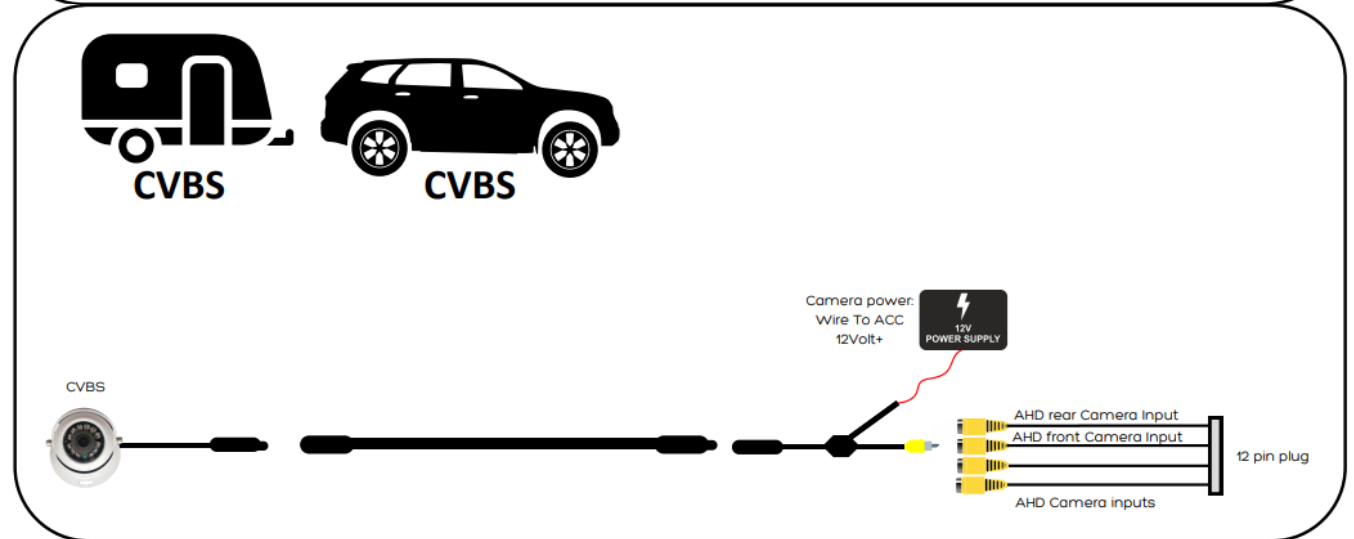 CVBS
CVBS
Camera power:
Wire To ACC
12Volt+
12V
POWER SUPPLY
CVBS
AHD rear Camera Input
AHD front Camera Input
12 pin plug
AHD Camera inputs